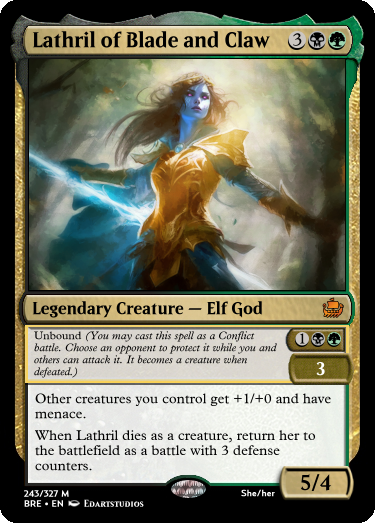 Lathril of Blade and Claw 3
Legendary Creature — Elf God
Unbound (You may cast this spell as a Conflict 1
battle. Choose an opponent to protect it while you and
others can attack it. It becomes a creature when
defeated.)
3
Other creatures you control get +1/+0 and have
menace.
When Lathril dies as a creature, return her to
the battlefield as a battle with 3 defense
counters.
5/4
243/327 M She/her
BRE • EN Edartstudios